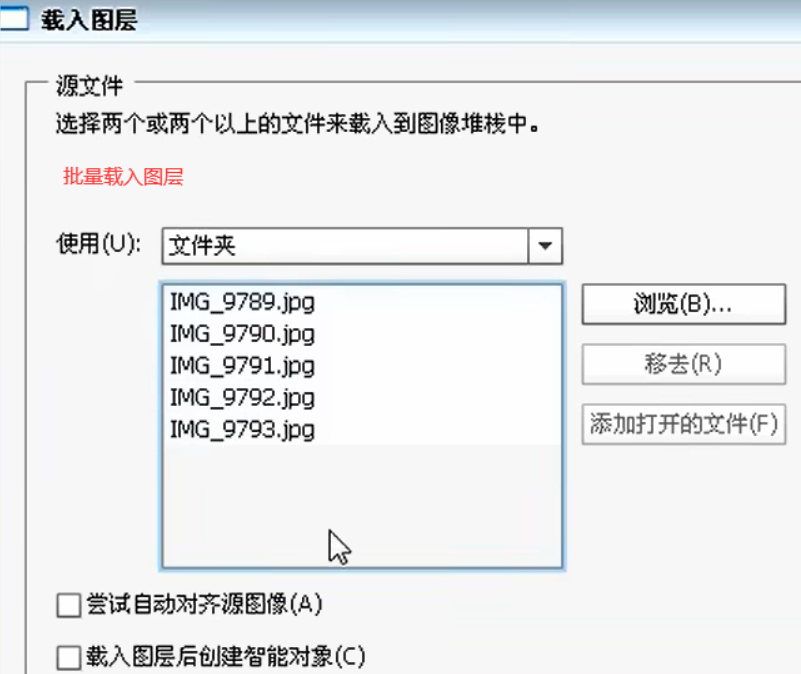 载入图层
源文件
选择两个或两个以上的文件来载入到图像堆栈中。
批量载入图层
使用(U): 文件夹
IMG_9789.jpg
IMG_9790.jpg
IMG_9791.jpg
IMG_9792.jpg
IMG_9793.jpg
浏览(B)...
移去(R)
添加打开的文件(F)
尝试自动对齐源图像(A)
载入图层后创建智能对象(C)